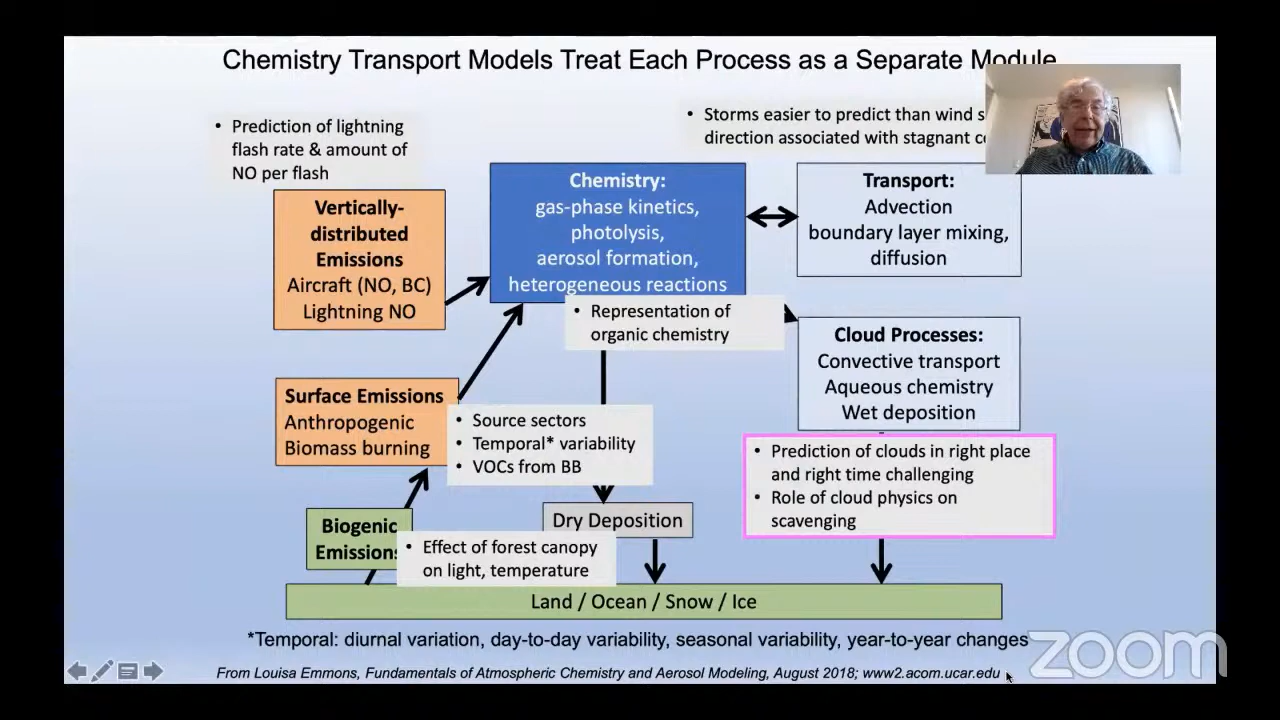 Chemistry Transport Models Treat Each Process as a Separate Module
• Prediction of lightning
flash rate & amount of
NO per flash
• Storms easier to predict than wind
direction associated with stagnant
Vertically-
distributed
Emissions
Aircraft (NO, BC)
Lightning NO
Chemistry:
gas-phase kinetics,
photolysis,
aerosol formation,
heterogeneous reactions
• Representation of
organic chemistry
Transport:
Advection
boundary layer mixing,
diffusion
Cloud Processes:
Convective transport
Aqueous chemistry
Wet deposition
Surface Emissions
Anthropogenic
Biomass burning
• Source sectors
• Temporal* variability
• VOCs from BB
• Prediction of clouds in right place
and right time challenging
• Role of cloud physics on
scavenging
Biogenic
Emissions
• Effect of forest canopy
on light, temperature
Dry Deposition
Land / Ocean / Snow / Ice
*Temporal: diurnal variation, day-to-day variability, seasonal variability, year-to-year changes
From Louisa Emmons, Fundamentals of Atmospheric Chemistry and Aerosol Modeling, August 2018; www2.acom.ucar.edu
zoom